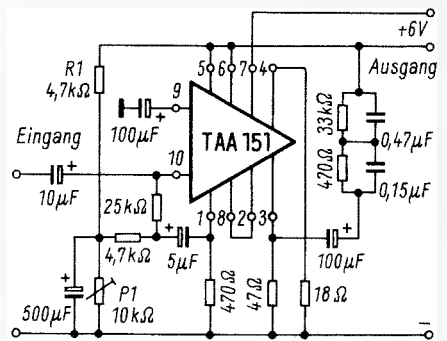 +6V
5 6 7 4
R1
4,7kΩ
Ausgang
9
33kΩ
100µF
+
TAA 151
0,47µF
Eingang
470Ω
10
+
10µF
0,15µF
25kΩ
1 8 2 3
+
+
4,7kΩ
5µF
100µF
+
500µF
P1
10kΩ
470Ω
47Ω
18Ω
−